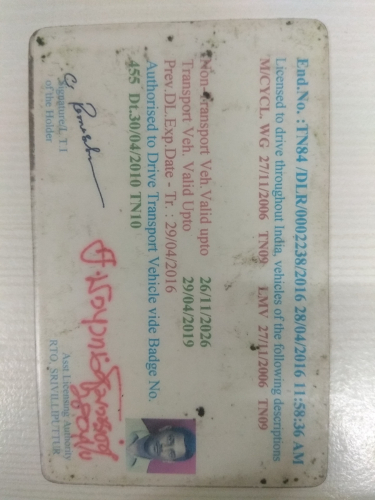 End.No.:TN84 /DLR/0002238/2016 28/04/2016 11:58:36 AM
Licensed to drive throughout India, vehicles of the following descriptions
M/CYCL. WG 27/11/2006 TN09 LMV 27/11/2006 TN09
Non-Transport Veh.Valid upto 26/11/2026
Transport Veh. Valid Upto 29/04/2019
Prev.DL.Exp.Date - Tr. : 29/04/2016
Authorised to Drive Transport Vehicle vide Badge No.
455 Dt.30/04/2010 TN10
Signature/L.T.I
of the Holder
Asst Licensing Authority
RTO, SRIVILLIPUTTUR